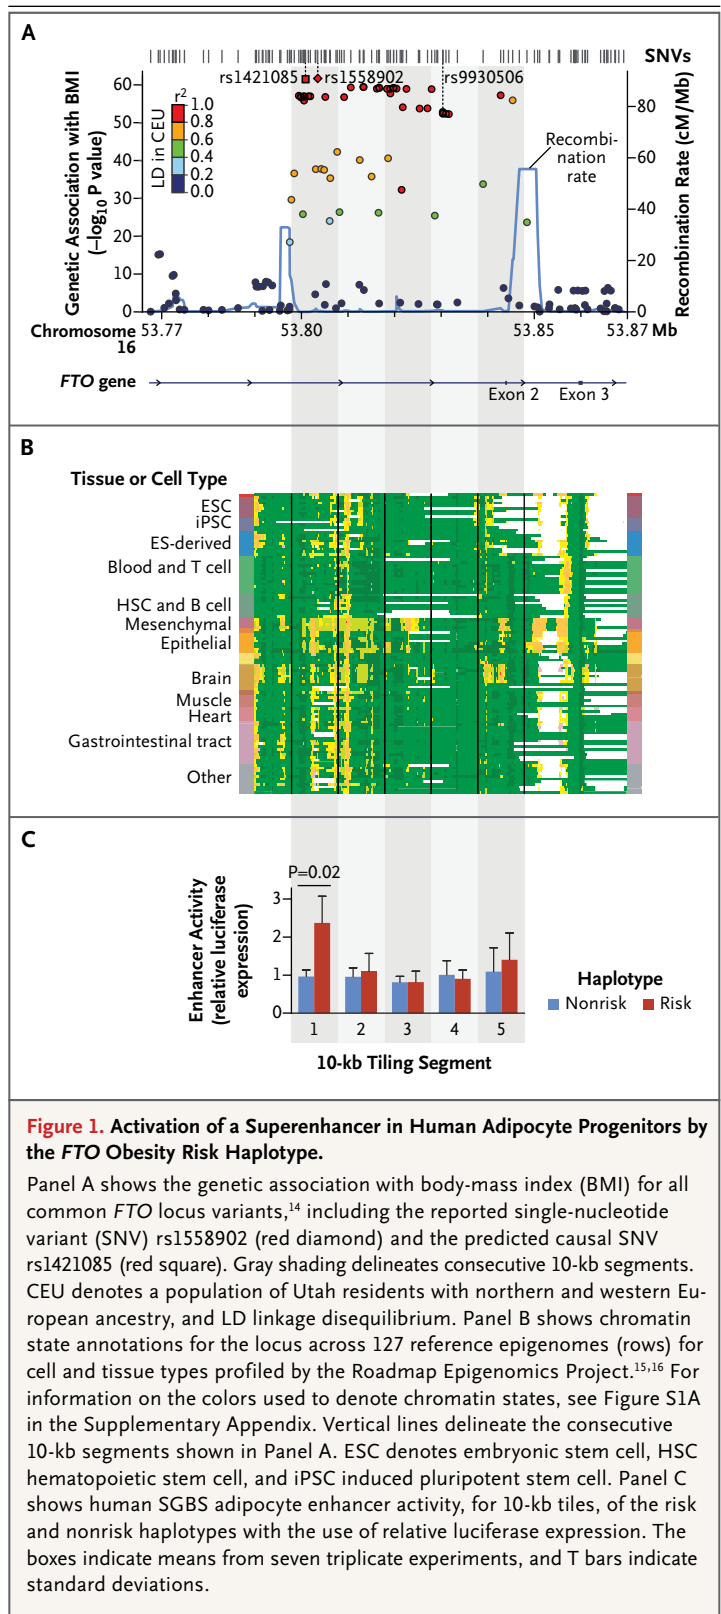 A
SNVs
rs1421085
rs1558902
rs9930506
Genetic Association with BMI
(−log10 P value)
60
50
40
30
20
10
0
LD in CEU
r2
1.0
0.8
0.6
0.4
0.2
0.0
Recombi-
nation
rate
Recombination Rate (cM/Mb)
80
60
40
20
0
Chromosome
16
53.77
53.80
53.85
53.87 Mb
FTO gene
Exon 2
Exon 3
B
Tissue or Cell Type
ESC
iPSC
ES-derived
Blood and T cell
HSC and B cell
Mesenchymal
Epithelial
Brain
Muscle
Heart
Gastrointestinal tract
Other
C
Enhancer Activity
(relative luciferase
expression)
P=0.02
3
2
1
0
1
2
3
4
5
10-kb Tiling Segment
Haplotype
Nonrisk
Risk
Figure 1. Activation of a Superenhancer in Human Adipocyte Progenitors by
the FTO Obesity Risk Haplotype.
Panel A shows the genetic association with body-mass index (BMI) for all
common FTO locus variants,14 including the reported single-nucleotide
variant (SNV) rs1558902 (red diamond) and the predicted causal SNV
rs1421085 (red square). Gray shading delineates consecutive 10-kb segments.
CEU denotes a population of Utah residents with northern and western Eu-
ropean ancestry, and LD linkage disequilibrium. Panel B shows chromatin
state annotations for the locus across 127 reference epigenomes (rows) for
cell and tissue types profiled by the Roadmap Epigenomics Project.15,16 For
information on the colors used to denote chromatin states, see Figure S1A
in the Supplementary Appendix. Vertical lines delineate the consecutive
10-kb segments shown in Panel A. ESC denotes embryonic stem cell, HSC
hematopoietic stem cell, and iPSC induced pluripotent stem cell. Panel C
shows human SGBS adipocyte enhancer activity, for 10-kb tiles, of the risk
and nonrisk haplotypes with the use of relative luciferase expression. The
boxes indicate means from seven triplicate experiments, and T bars indicate
standard deviations.